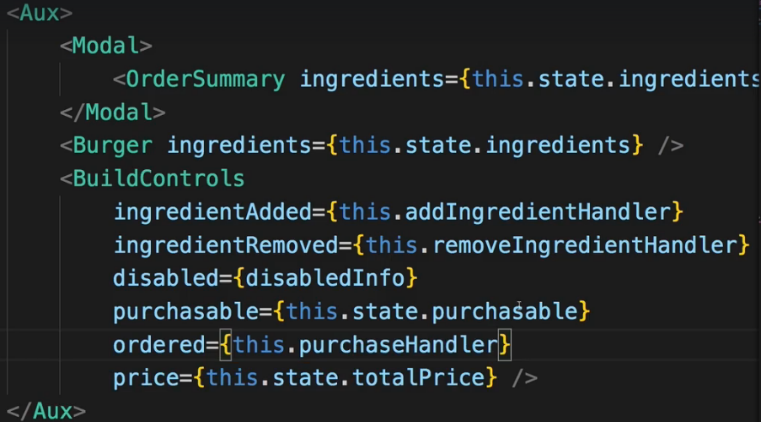 <Aux>
<Modal>
<OrderSummary ingredients={this.state.ingredients
</Modal>
<Burger ingredients={this.state.ingredients} />
<BuildControls
ingredientAdded={this.addIngredientHandler}
ingredientRemoved={this.removeIngredientHandler}
disabled={disabledInfo}
purchasable={this.state.purchasable}
ordered={this.purchaseHandler}
price={this.state.totalPrice} />
</Aux>